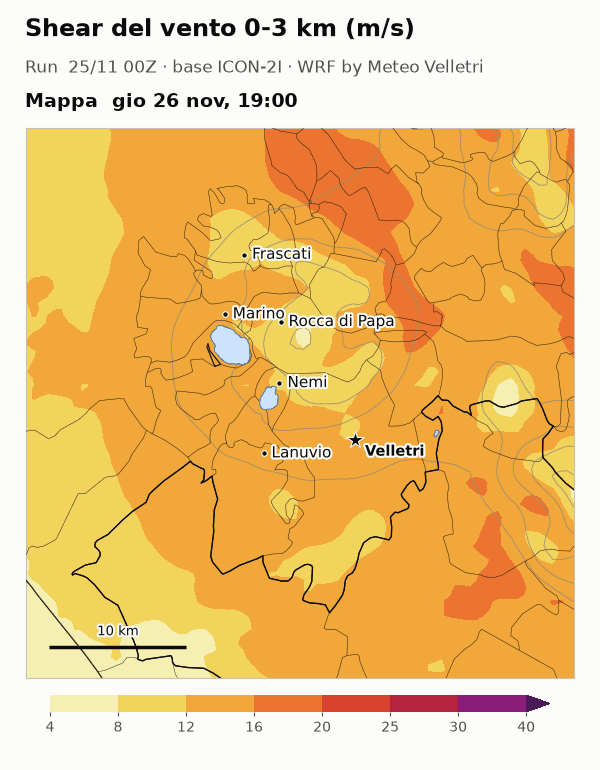 Shear del vento 0-3 km (m/s)
Run  25/11 00Z · base ICON-2I · WRF by Meteo Velletri
Mappa  gio 26 nov, 19:00
Frascati
Marino
Rocca di Papa
Nemi
Velletri
Lanuvio
10 km
4 8 12 16 20 25 30 40